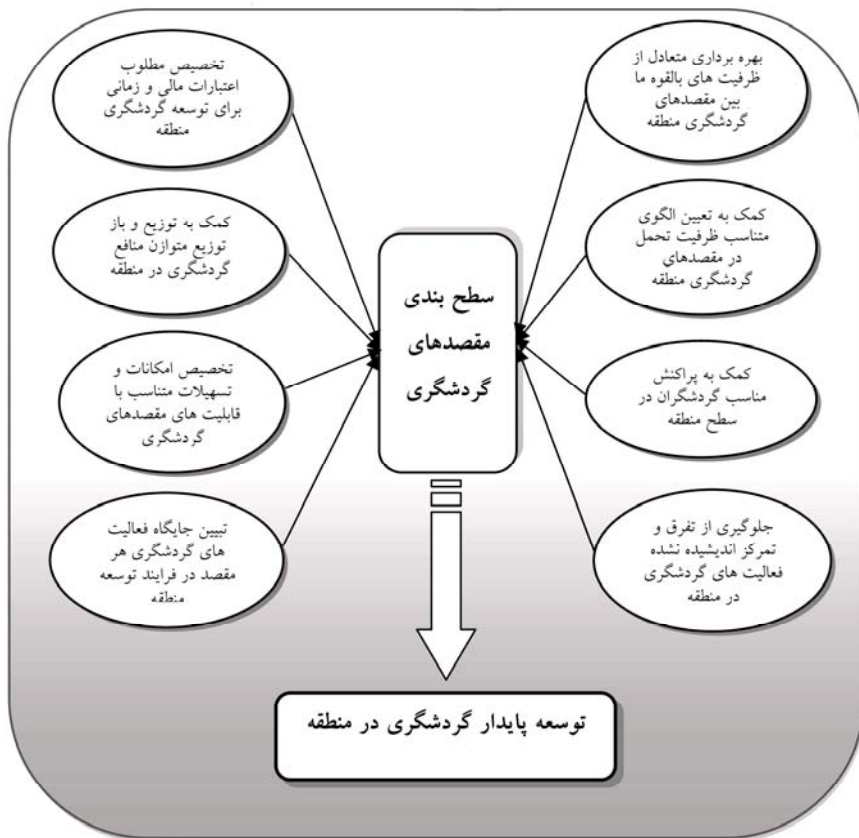 بهره برداری متعادل از
ظرفیت های بالقوه ما
بین مقصدهای
گردشگری منطقه
کمک به تعیین الگوی
متناسب ظرفیت تحمل
در مقصدهای
گردشگری منطقه
کمک به پراکنش
مناسب گردشگران در
سطح منطقه
جلوگیری از تفرق و
تمرکز اندیشیده نشده
فعالیت های گردشگری
در منطقه
سطح بندی
مقصدهای
گردشگری
تخصیص مطلوب
اعتبارات مالی و زمانی
برای توسعه گردشگری
منطقه
کمک به توزیع و باز
توزیع متوازن منافع
گردشگری در منطقه
تخصیص امکانات و
تسهیلات متناسب با
قابلیت های مقصدهای
گردشگری
تبیین جایگاه فعالیت
های گردشگری هر
مقصد در فرایند توسعه
منطقه
توسعه پایدار گردشگری در منطقه